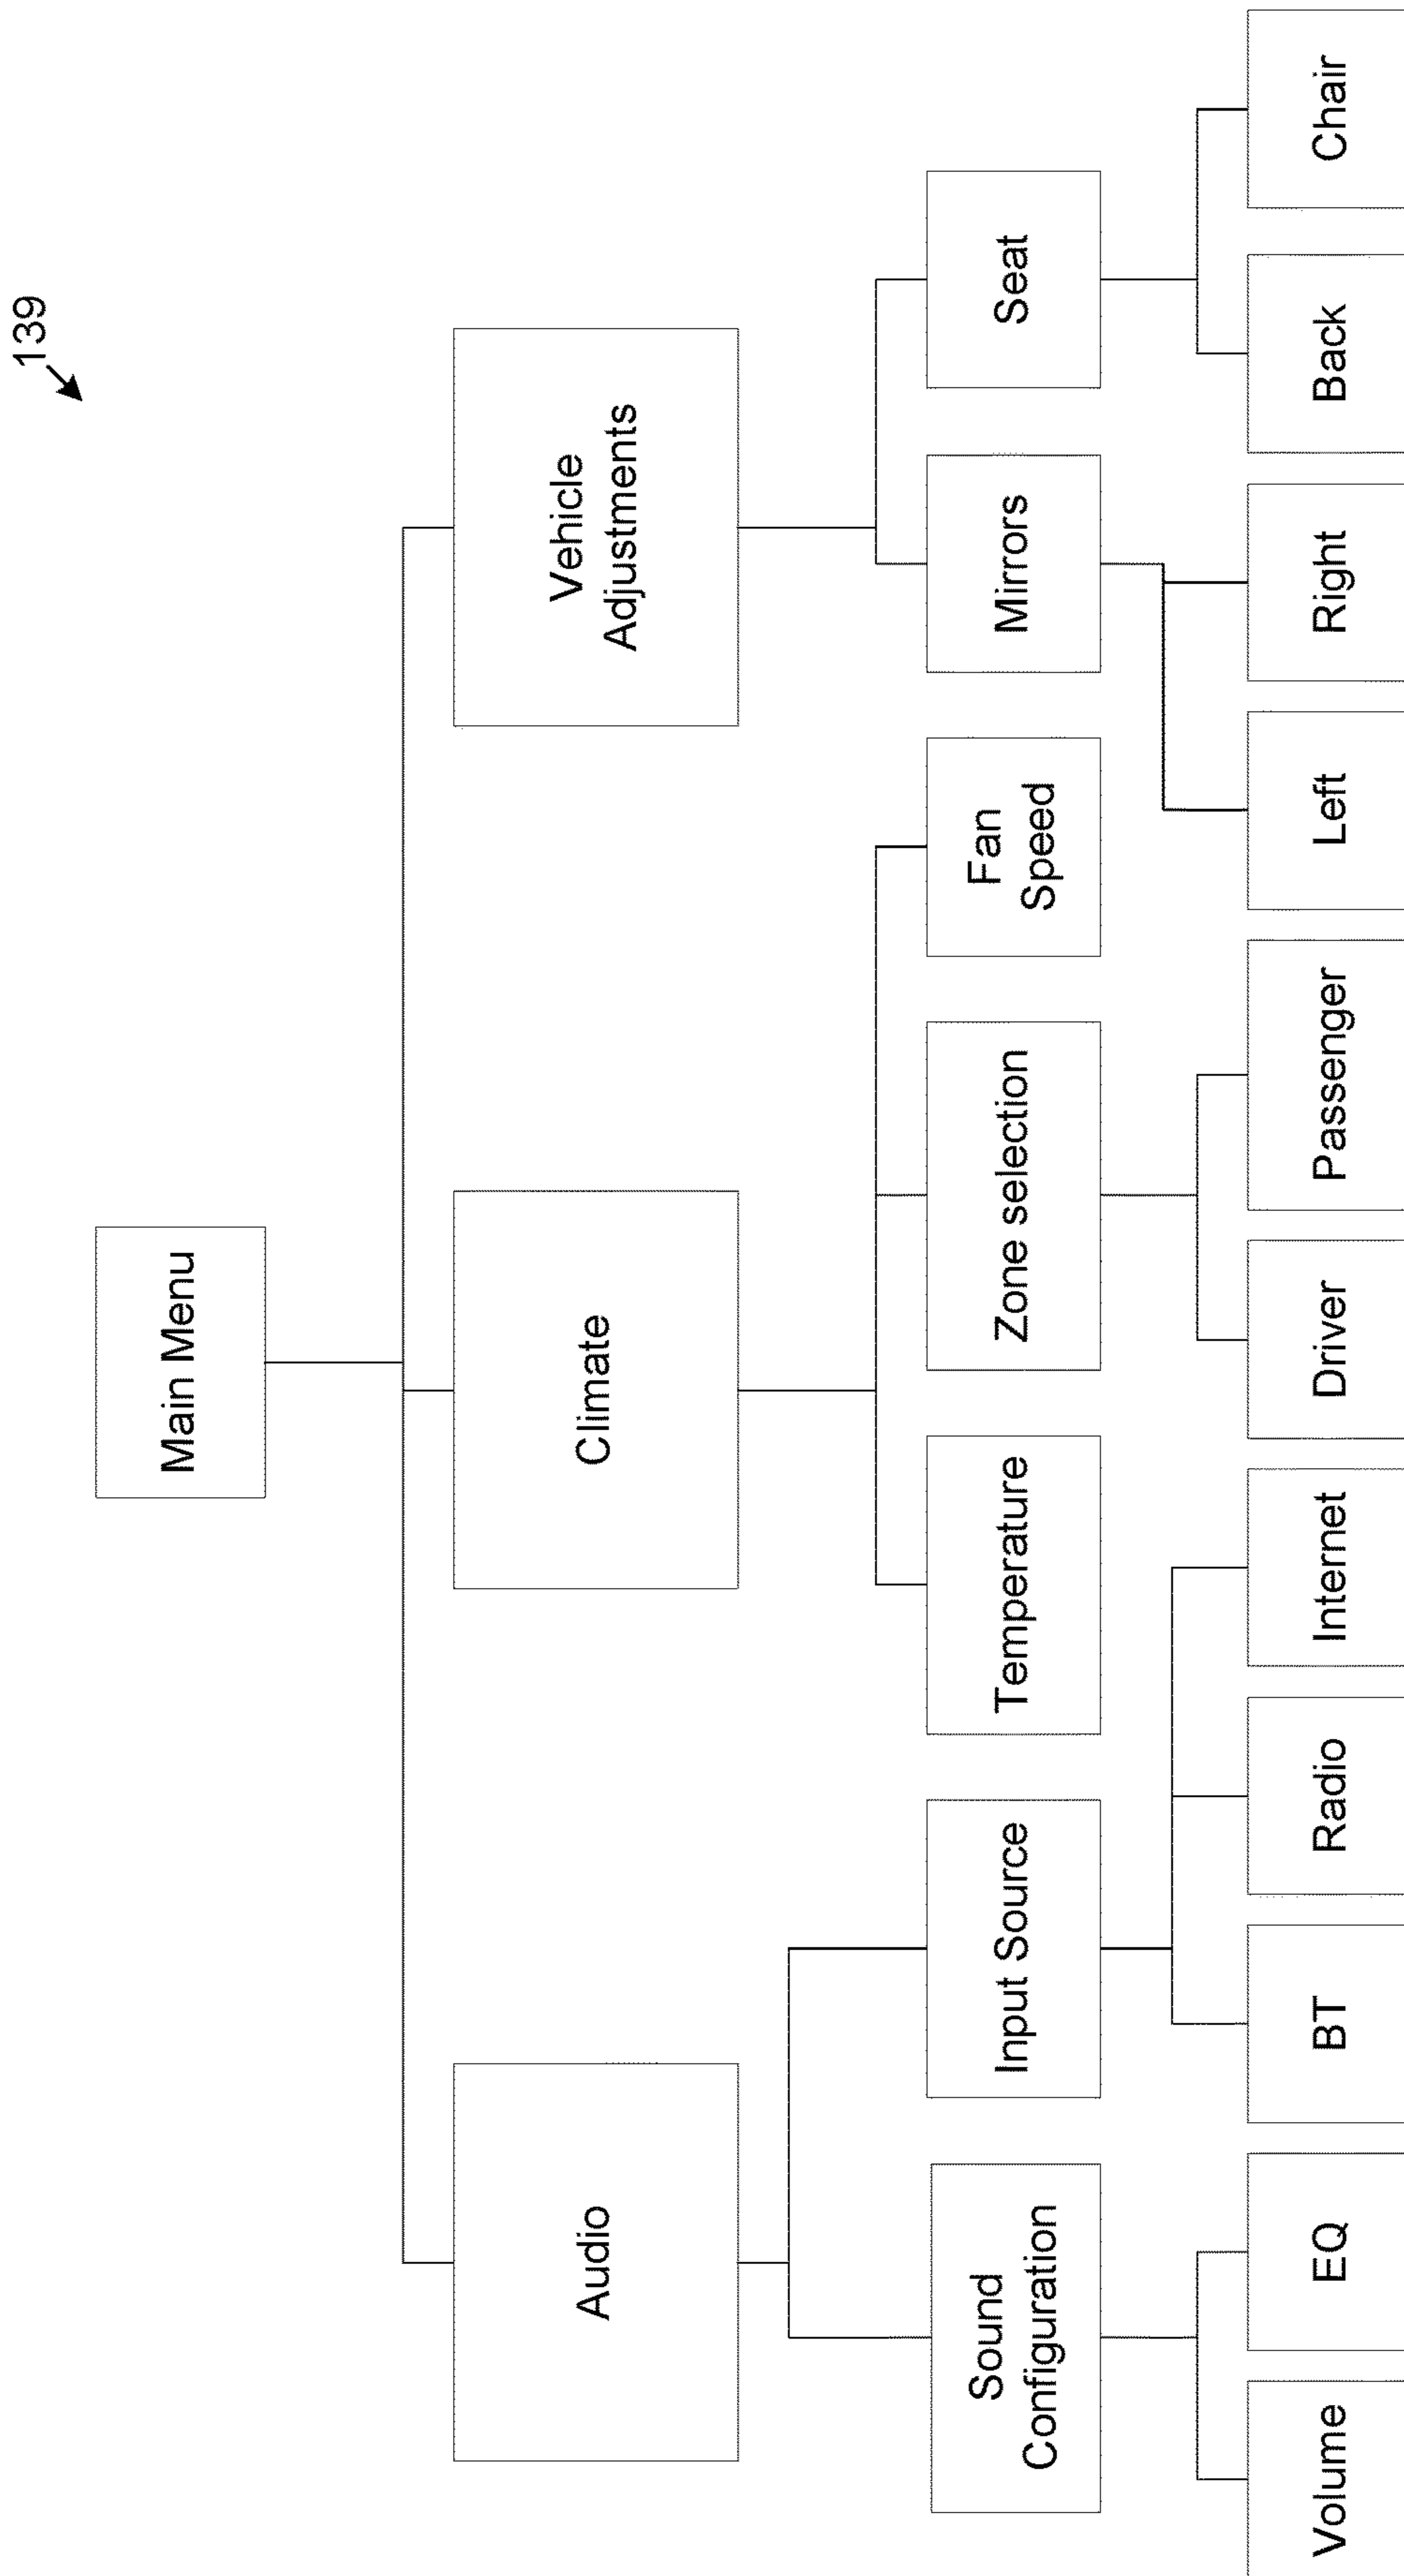 139
Main Menu
Audio
Climate
Vehicle
Adjustments
Sound
Configuration
Input Source
Temperature
Zone selection
Fan
Speed
Mirrors
Seat
Volume
EQ
BT
Radio
Internet
Driver
Passenger
Left
Right
Back
Chair